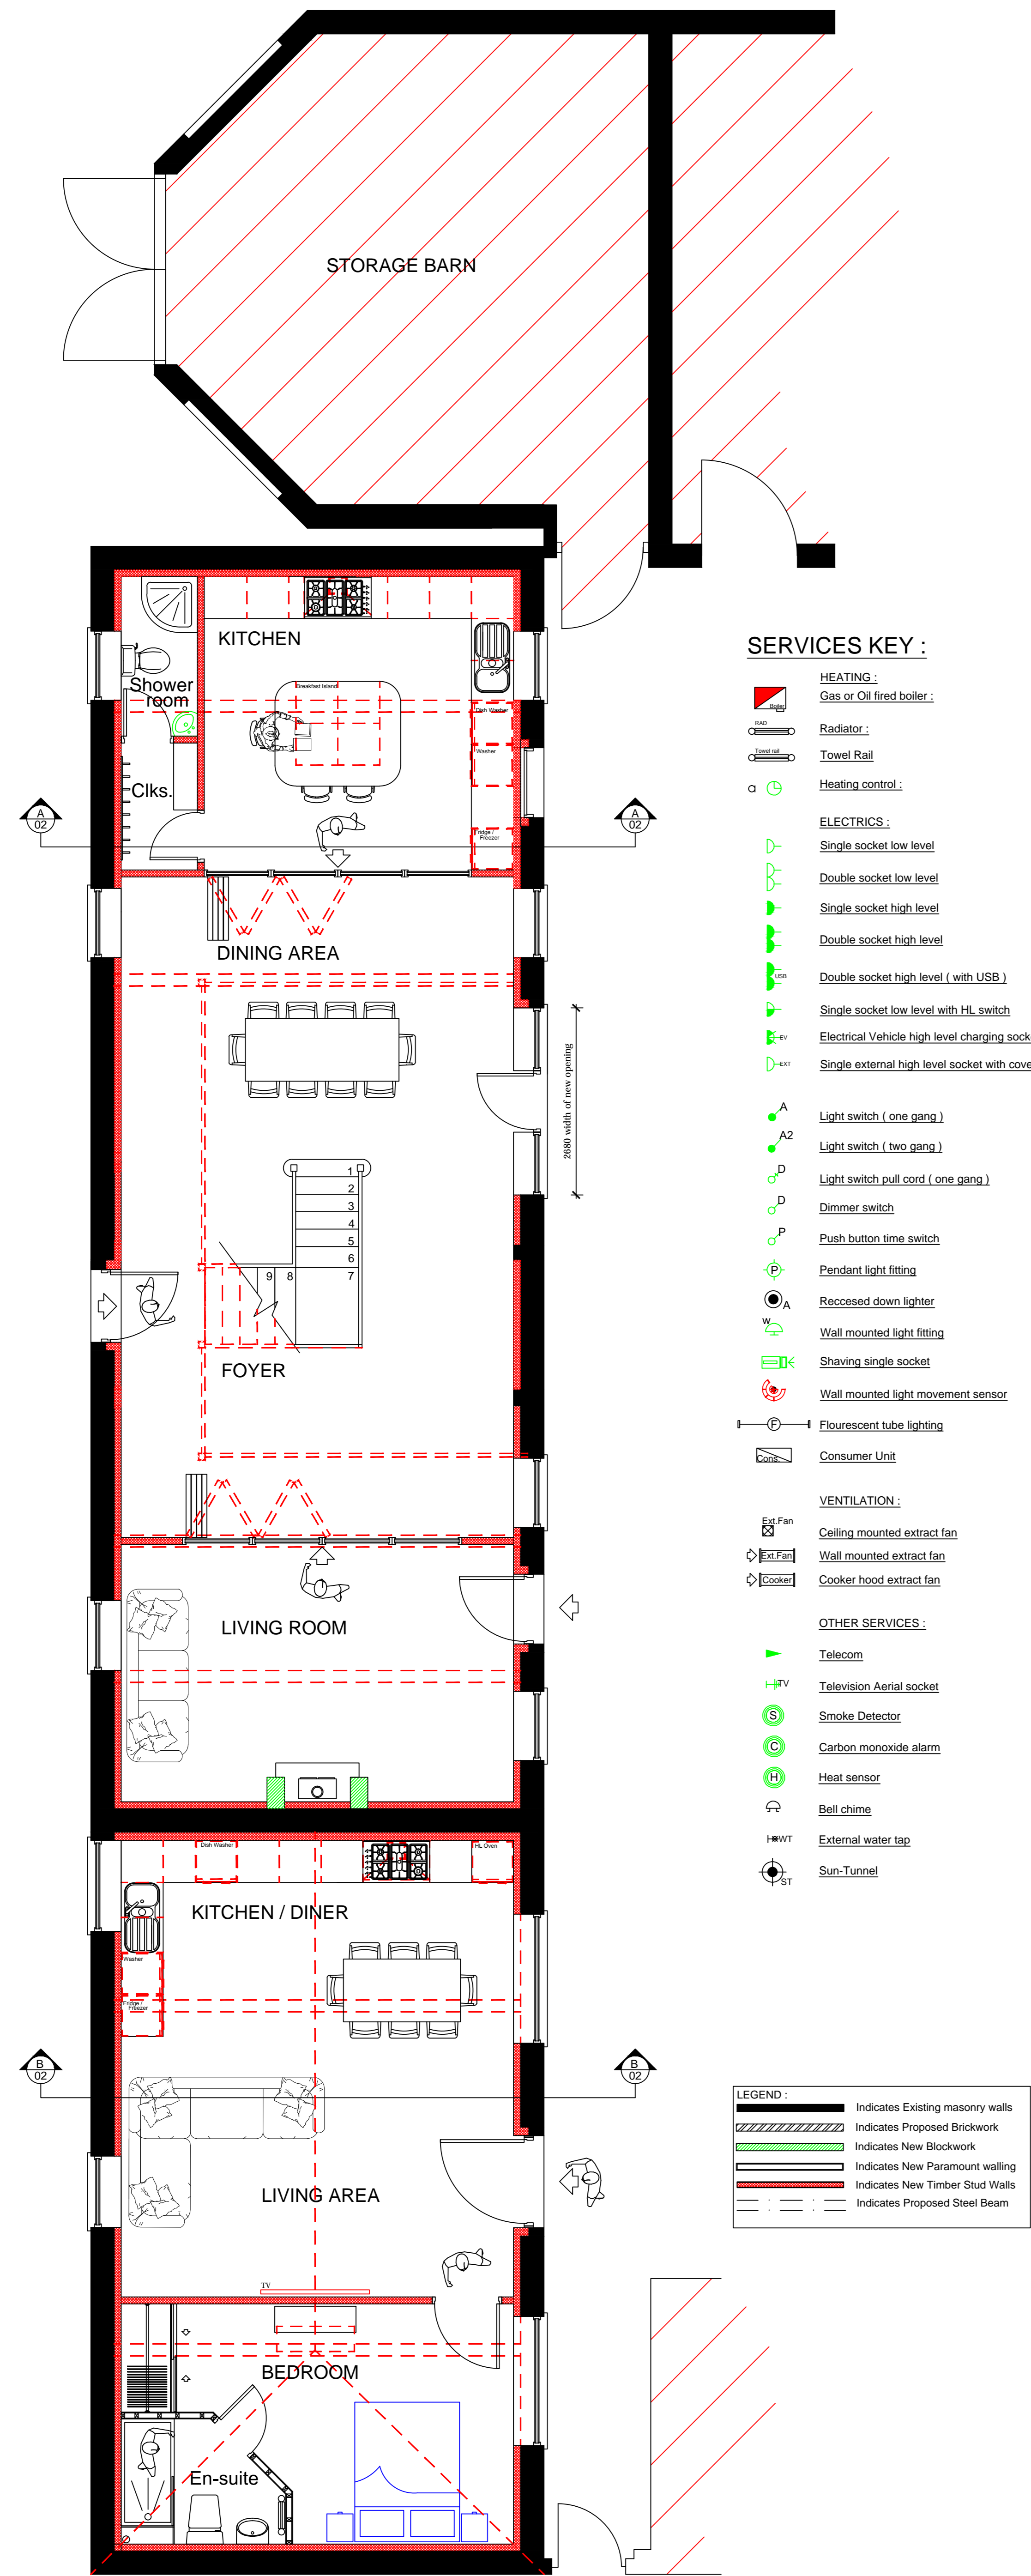 STORAGE BARN
KITCHEN
Breakfast Island
Shower
room
Dish Washer
Washer
Clks.
Fridge /
Freezer
A
02
A
02
DINING AREA
2680 width of new opening
1
2
3
4
5
6
9 8 7
FOYER
LIVING ROOM
Dish Washer
HL Oven
KITCHEN / DINER
Washer
Fridge /
Freezer
B
02
B
02
LIVING AREA
TV
BEDROOM
En-suite
SERVICES KEY :
HEATING :
Boiler
Gas or Oil fired boiler :
RAD
Radiator :
Towel rail
Towel Rail
a Heating control :
ELECTRICS :
Single socket low level
Double socket low level
Single socket high level
Double socket high level
USB Double socket high level ( with USB )
Single socket low level with HL switch
EV Electrical Vehicle high level charging sock
EXT Single external high level socket with cove
A Light switch ( one gang )
A2 Light switch ( two gang )
D Light switch pull cord ( one gang )
D Dimmer switch
P Push button time switch
P Pendant light fitting
A Reccesed down lighter
W Wall mounted light fitting
Shaving single socket
Wall mounted light movement sensor
F Flourescent tube lighting
Cons. Consumer Unit
VENTILATION :
Ext.Fan
Ceiling mounted extract fan
Ext.Fan Wall mounted extract fan
Cooker Cooker hood extract fan
OTHER SERVICES :
Telecom
TV Television Aerial socket
S Smoke Detector
C Carbon monoxide alarm
H Heat sensor
Bell chime
WT External water tap
ST Sun-Tunnel
LEGEND :
Indicates Existing masonry walls
Indicates Proposed Brickwork
Indicates New Blockwork
Indicates New Paramount walling
Indicates New Timber Stud Walls
Indicates Proposed Steel Beam